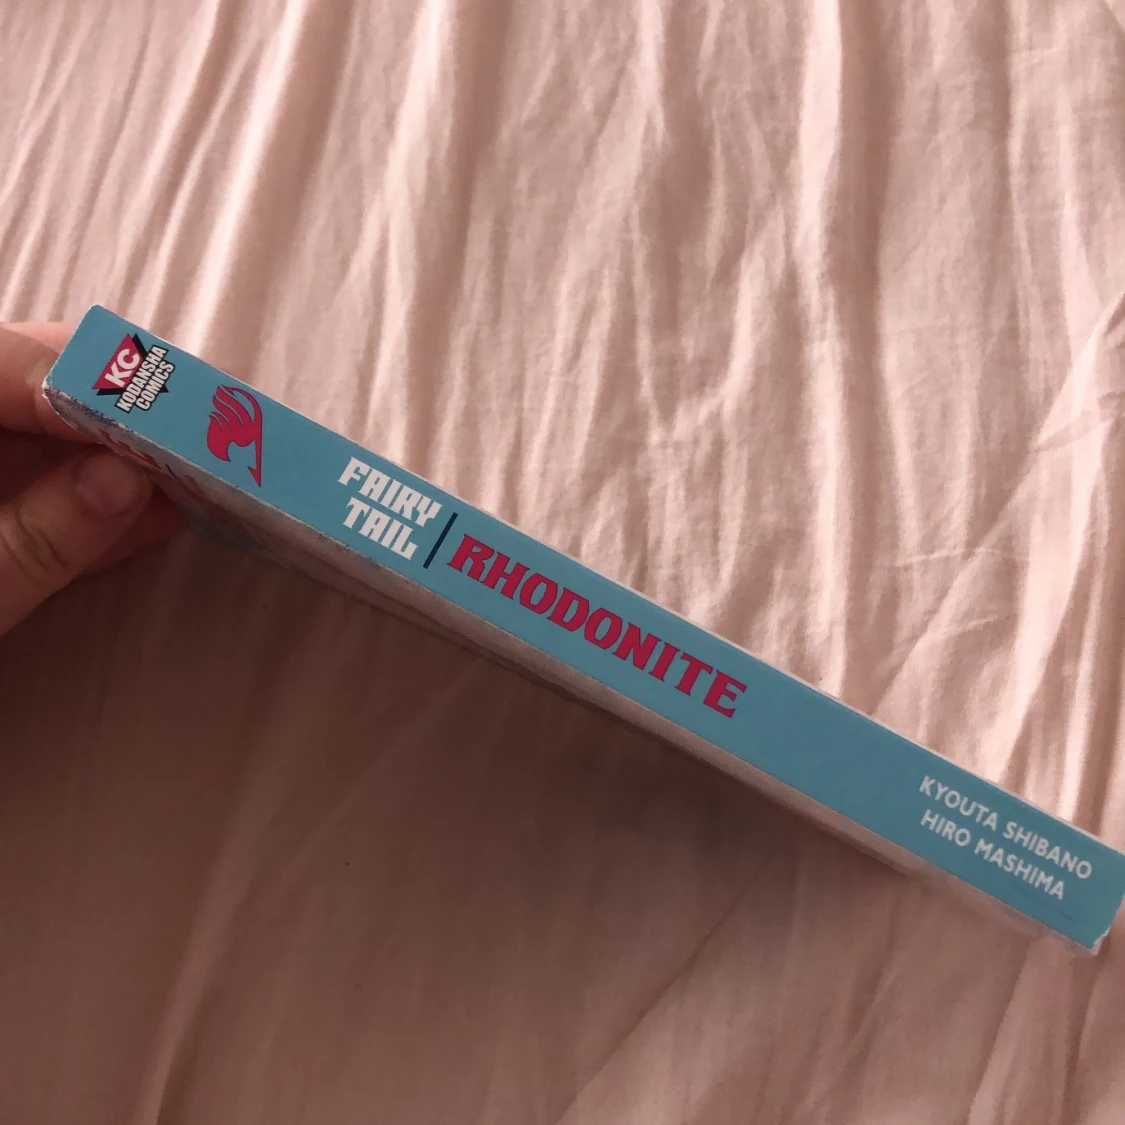 KC
KODANSHA
COMICS
FAIRY
TAIL
RHODONITE
KYOUTA SHIBANO
HIRO MASHIMA